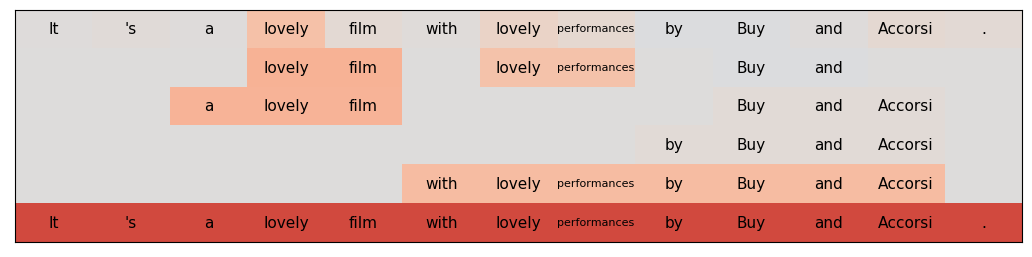 It 's a lovely film with lovely performances by Buy and Accorsi .
lovely film lovely performances Buy and
a lovely film Buy and Accorsi
by Buy and Accorsi
with lovely performances by Buy and Accorsi
It 's a lovely film with lovely performances by Buy and Accorsi .